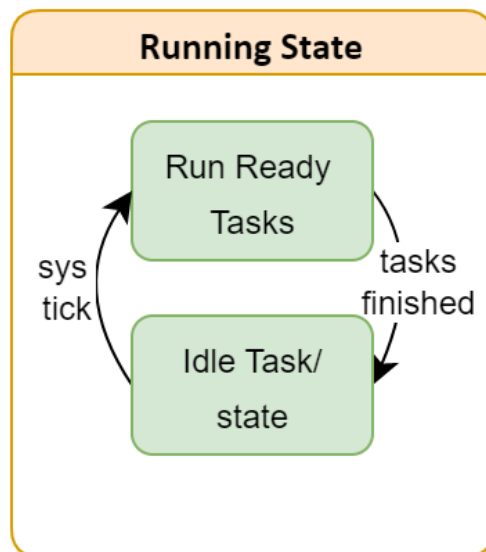 Running State
Run Ready
Tasks
sys
tick
tasks
finished
Idle Task/
state